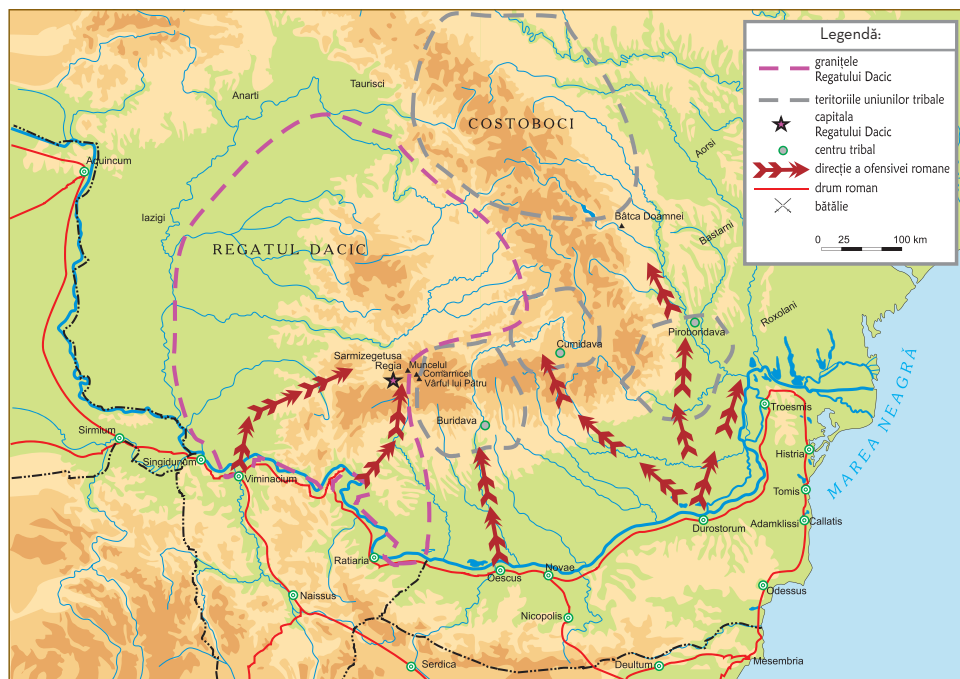 Legendă:
granițele
Regatului Dacic
teritoriile uniunilor tribale
capitala
Regatului Dacic
centru tribal
direcție a ofensivei romane
drum roman
bătălie
0 25 100 km
Anarti
Taurisci
COSTOBOCI
Aorsi
Aquincum
Iazigi
Bâtca Doamnei
Bastarni
REGATUL DACIC
Roxolani
Piroboridava
Cumidava
Sarmizegetusa
Regia
Muncelul
Comarnicel
Vârful lui Pătru
Buridava
Troesmis
MAREA NEAGRĂ
Sirmium
Singidunum
Viminacium
Histria
Tomis
Durostorum
Adamklissi
Callatis
Ratiaria
Oescus
Novae
Naissus
Odessus
Nicopolis
Serdica
Deultum
Mesembria